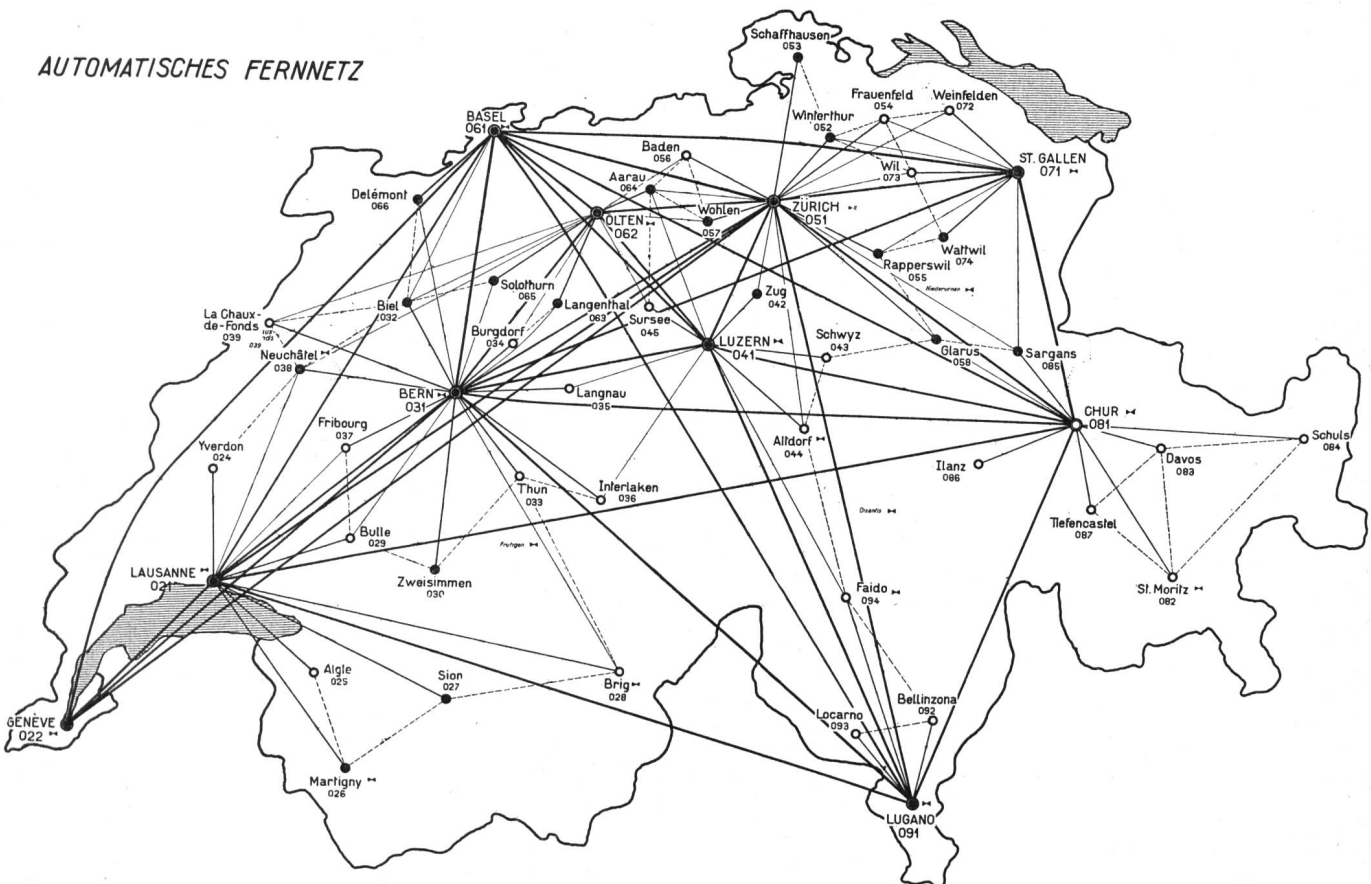 AUTOMATISCHES FERNNETZ
Schaffhausen
053
Frauenfeld
054
Weinfelden
072
Winterthur
052
BASEL
061
Baden
056
Aarau
064
Wil
073
ST. GALLEN
071
Delémont
066
OLTEN
062
Wohlen
057
ZÜRICH
051
Wattwil
074
Rapperswil
055
Niederurnen
Solothurn
065
Biel
032
Langenthal
063
Sursee
045
Zug
042
La Chaux-
de-Fonds
039
039
Burgdorf
034
Neuchâtel
038
LUZERN
041
Schwyz
043
Glarus
058
Sargans
085
BERN
031
Langnau
035
Fribourg
037
Altdorf
044
CHUR
081
Schuls
084
Yverdon
024
Thun
033
Interlaken
036
Ilanz
086
Davos
083
Disentis
Tiefencastel
087
Bulle
029
Frutigen
Zweisimmen
030
LAUSANNE
021
Faido
094
St. Moritz
082
Aigle
025
Sion
027
Brig
028
Bellinzona
092
Locarno
093
GENÈVE
022
Martigny
026
LUGANO
091